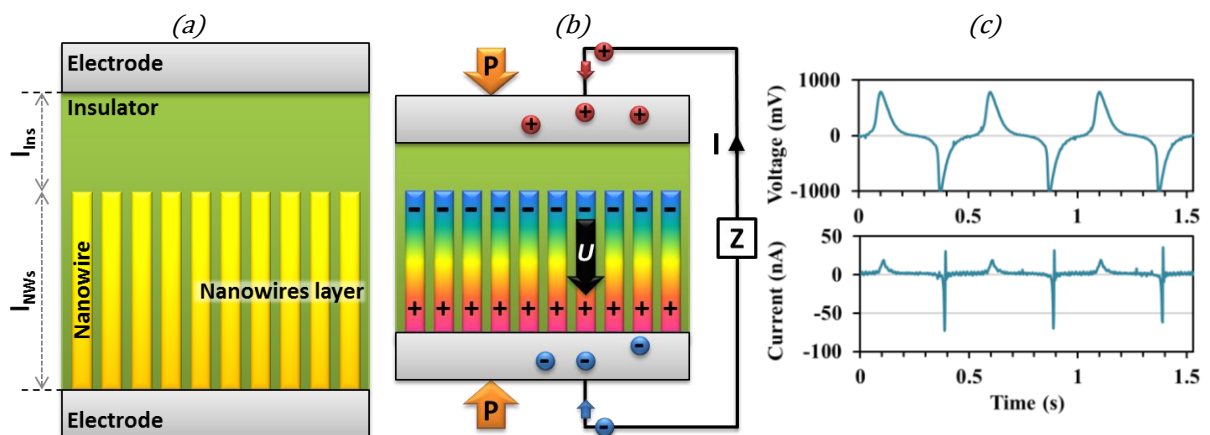 (a)
Electrode
Insulator
lIns
lNWs
Nanowire
Nanowires layer
Electrode
(b)
P
+
+ + +
I
- - - - - - - - - -
U
Z
+ + + + + + + + + +
- - -
P
-
(c)
Voltage (mV)
1000
0
-1000
0 0.5 1 1.5
Current (nA)
50
0
-50
-100
0 0.5 1 1.5
Time (s)